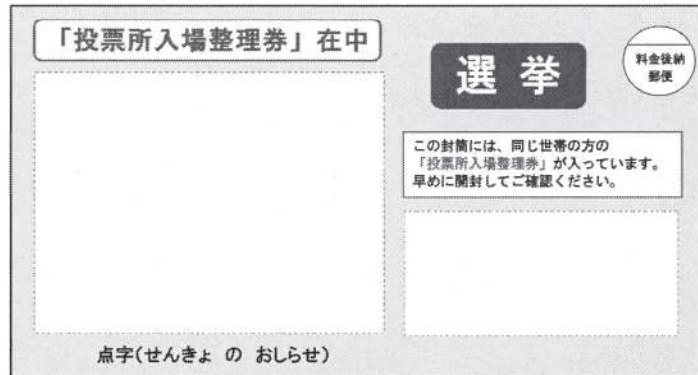 「投票所入場整理券」在中
選挙
料金後納
郵便
この封筒には、同じ世帯の方の
「投票所入場整理券」が入っています。
早めに開封してご確認ください。
点字(せんきょ の おしらせ)